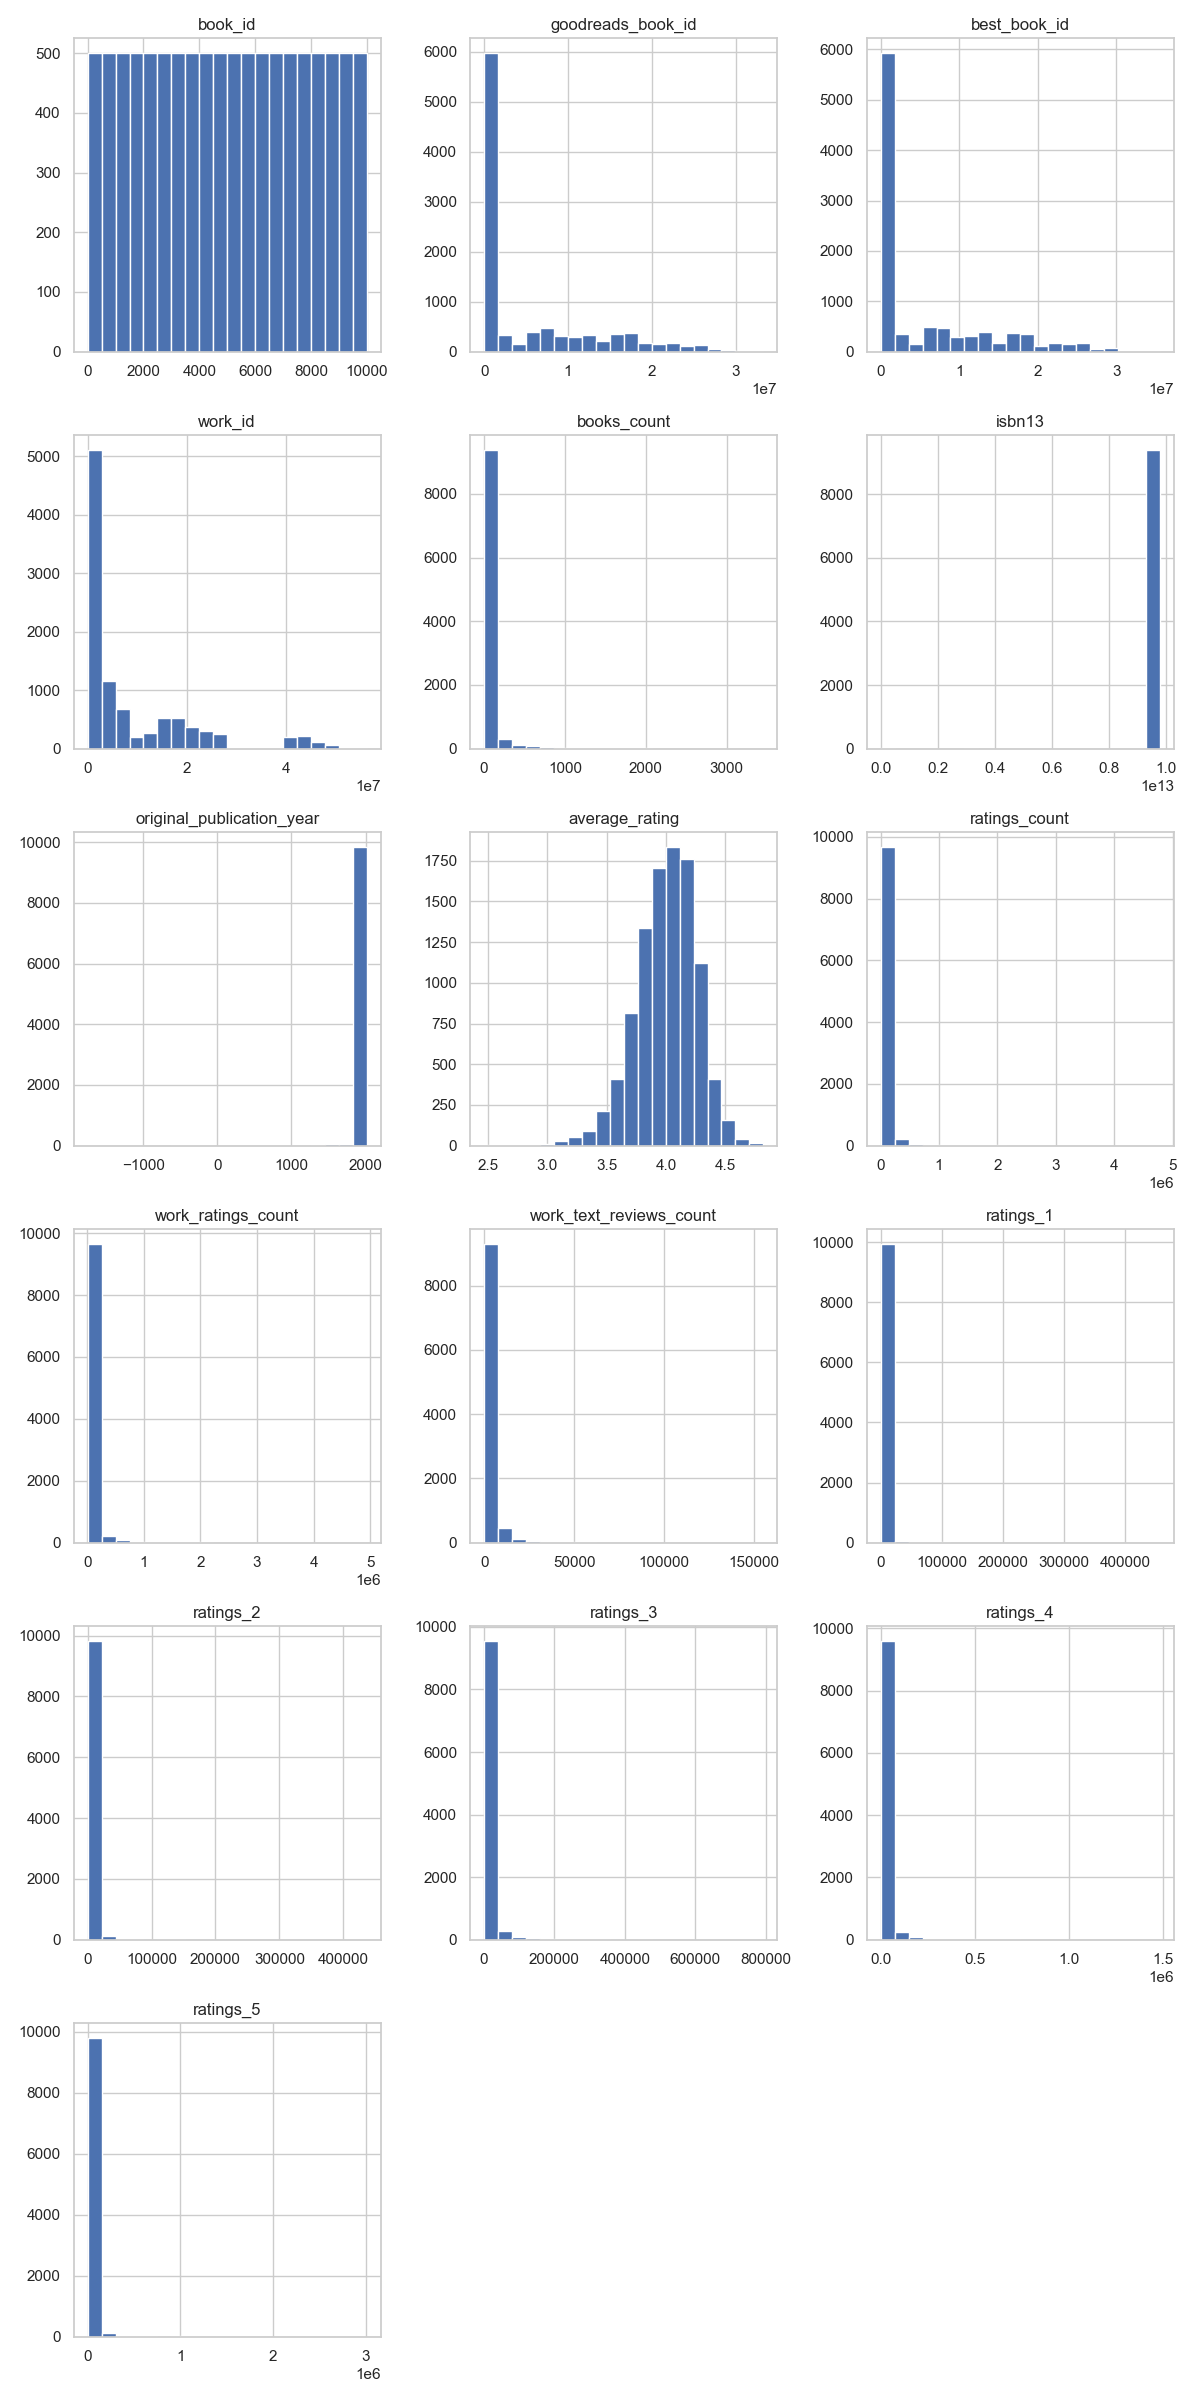 book_id
500
400
300
200
100
0
0 2000 4000 6000 8000 10000
goodreads_book_id
6000
5000
4000
3000
2000
1000
0
0 1 2 3
1e7
best_book_id
6000
5000
4000
3000
2000
1000
0
0 1 2 3
1e7
work_id
5000
4000
3000
2000
1000
0
0 2 4
1e7
books_count
8000
6000
4000
2000
0
0 1000 2000 3000
isbn13
8000
6000
4000
2000
0
0.0 0.2 0.4 0.6 0.8 1.0
1e13
original_publication_year
10000
8000
6000
4000
2000
0
−1000 0 1000 2000
average_rating
1750
1500
1250
1000
750
500
250
0
2.5 3.0 3.5 4.0 4.5
ratings_count
10000
8000
6000
4000
2000
0
0 1 2 3 4 5
1e6
work_ratings_count
10000
8000
6000
4000
2000
0
0 1 2 3 4 5
1e6
work_text_reviews_count
8000
6000
4000
2000
0
0 50000 100000 150000
ratings_1
10000
8000
6000
4000
2000
0
0 100000 200000 300000 400000
ratings_2
10000
8000
6000
4000
2000
0
0 100000 200000 300000 400000
ratings_3
10000
8000
6000
4000
2000
0
0 200000 400000 600000 800000
ratings_4
10000
8000
6000
4000
2000
0
0.0 0.5 1.0 1.5
1e6
ratings_5
10000
8000
6000
4000
2000
0
0 1 2 3
1e6